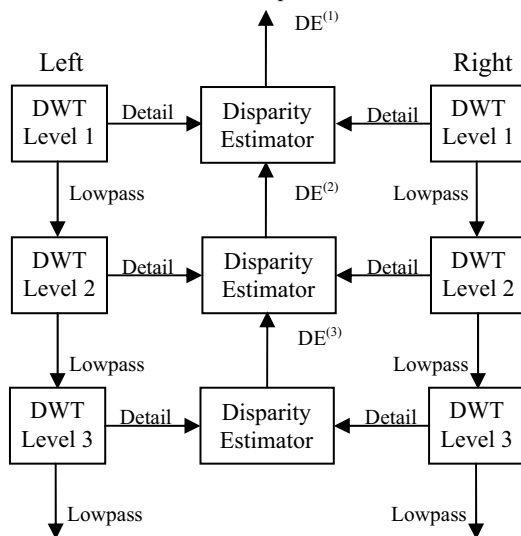 DE(1)
Left
Right
DWT
Level 1
Detail
Disparity
Estimator
Detail
DWT
Level 1
Lowpass
DE(2)
Lowpass
DWT
Level 2
Detail
Disparity
Estimator
Detail
DWT
Level 2
Lowpass
DE(3)
Lowpass
DWT
Level 3
Detail
Disparity
Estimator
Detail
DWT
Level 3
Lowpass
Lowpass